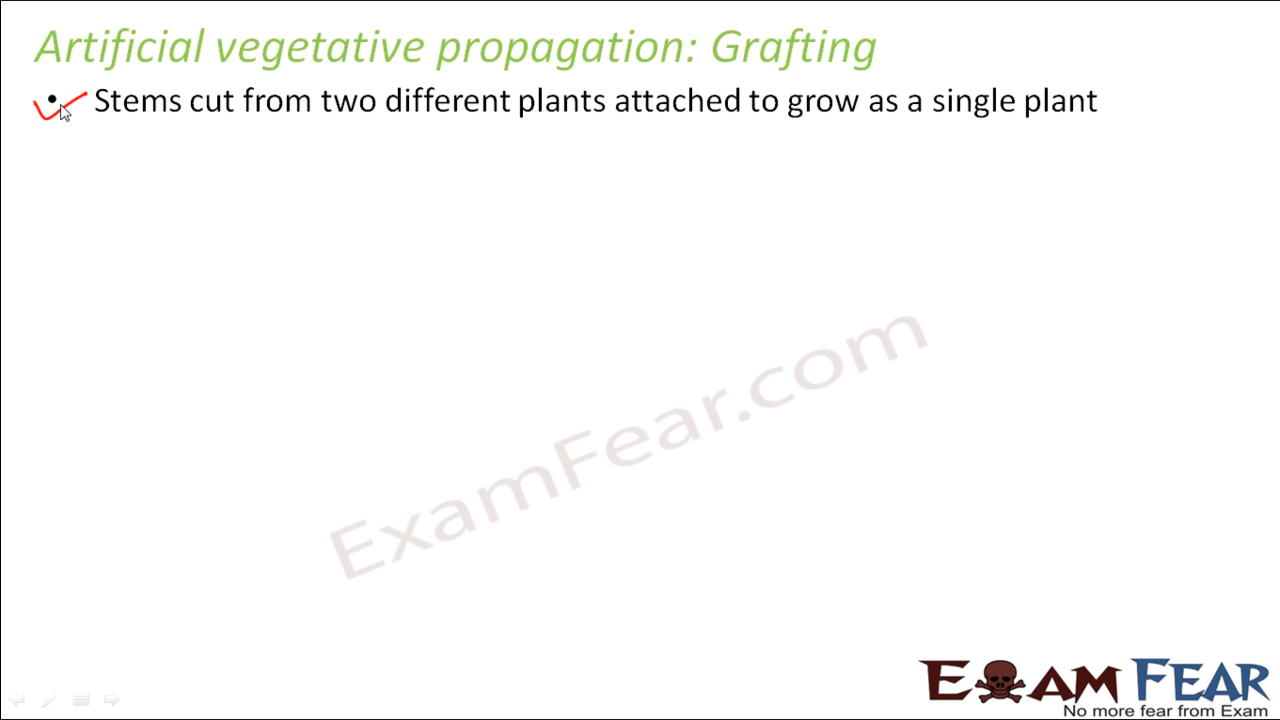 Artificial vegetative propagation: Grafting
• Stems cut from two different plants attached to grow as a single plant
ExamFear.com
EXAM FEAR
No more fear from Exam